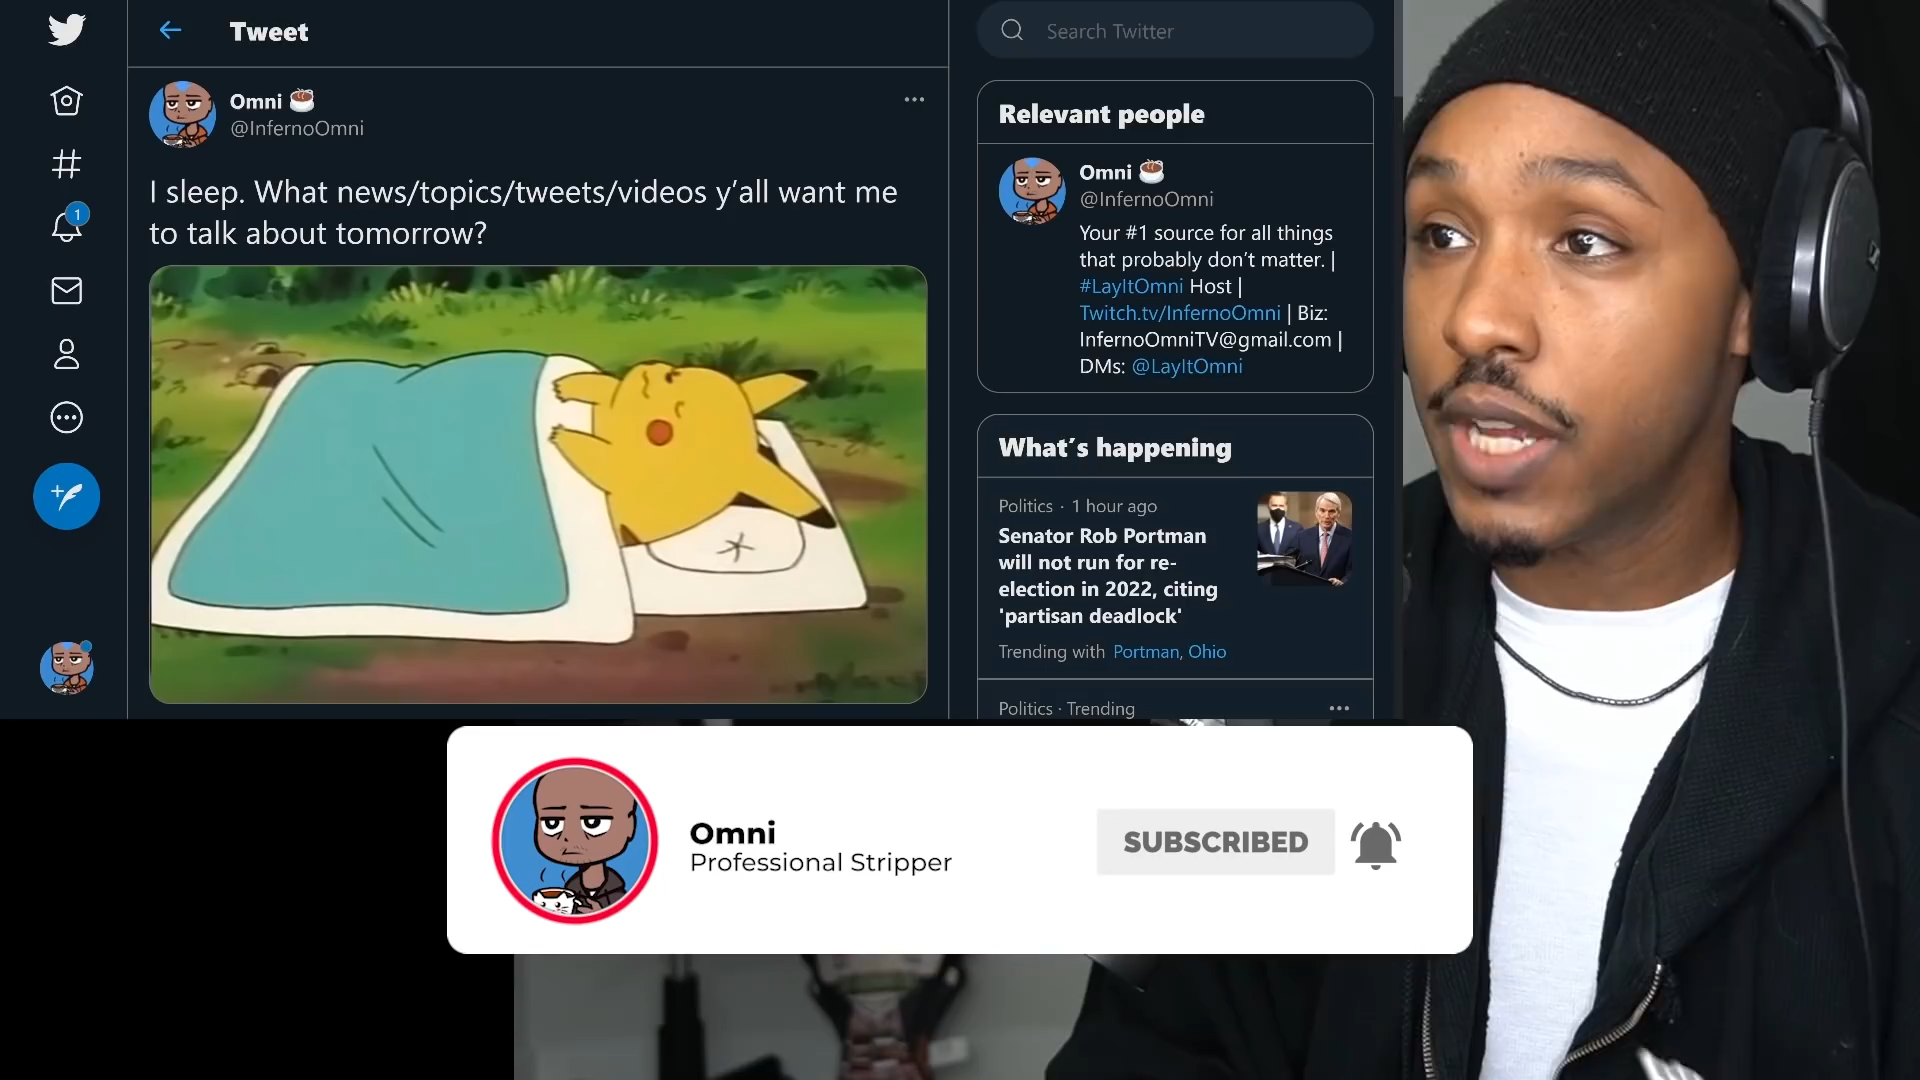 Tweet
Search Twitter
Omni
@InfernoOmni
I sleep. What news/topics/tweets/videos y’all want me
to talk about tomorrow?
1
Relevant people
Omni
@InfernoOmni
Your #1 source for all things
that probably don’t matter. |
#LayItOmni Host |
Twitch.tv/InfernoOmni | Biz:
InfernoOmniTV@gmail.com |
DMs: @LayItOmni
What’s happening
Politics · 1 hour ago
Senator Rob Portman
will not run for re-
election in 2022, citing
'partisan deadlock'
Trending with Portman, Ohio
Politics · Trending
Omni
Professional Stripper
SUBSCRIBED